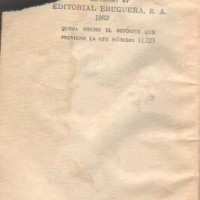 EDITORIAL BRUGUERA, S. A.
1962
QUEDA HECHO EL DEPÓSITO QUE
PREVIENE LA LEY NÚMERO 11.723